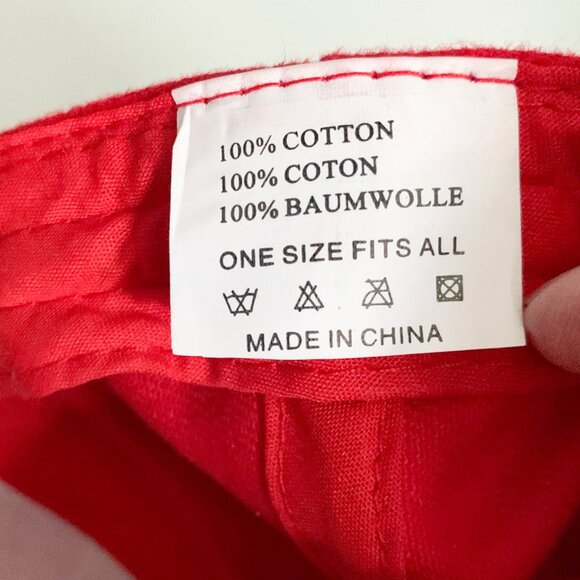 100% COTTON
100% COTON
100% BAUMWOLLE
ONE SIZE FITS ALL
MADE IN CHINA